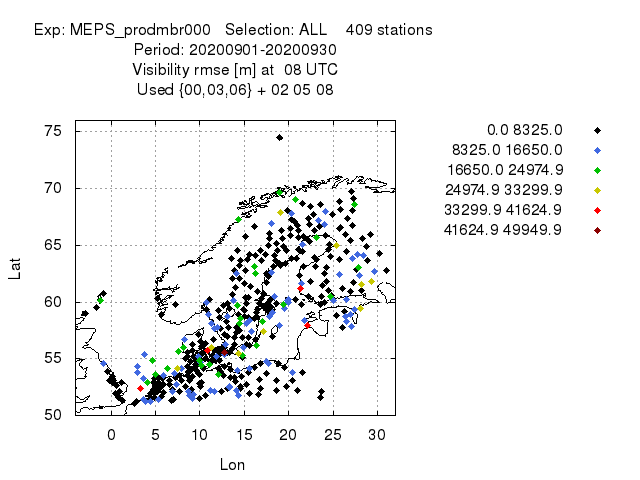 Exp: MEPS_prodmbr000   Selection: ALL    409 stations
Period: 20200901-20200930
Visibility rmse [m] at  08 UTC
Used {00,03,06} + 02 05 08
0.0 8325.0
8325.0 16650.0
16650.0 24974.9
24974.9 33299.9
33299.9 41624.9
41624.9 49949.9
75
70
65
60
55
50
Lat
0 5 10 15 20 25 30
Lon